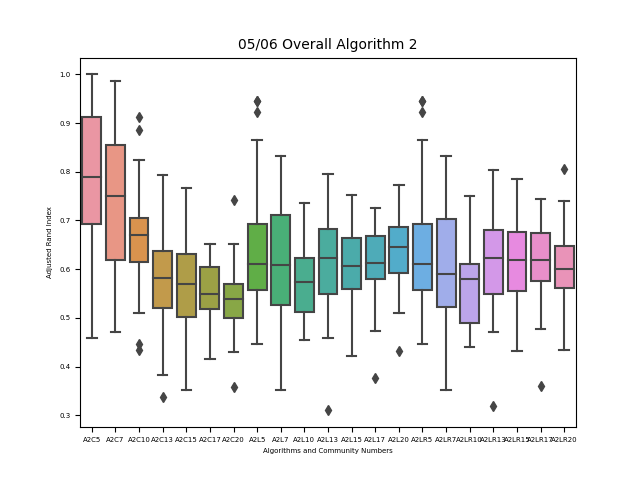 05/06 Overall Algorithm 2
Adjusted Rand Index
1.0
0.9
0.8
0.7
0.6
0.5
0.4
0.3
A2C5 A2C7 A2C10 A2C13 A2C15 A2C17 A2C20 A2L5 A2L7 A2L10 A2L13 A2L15 A2L17 A2L20 A2LR5 A2LR7 A2LR10 A2LR13 A2LR15 A2LR17 A2LR20
Algorithms and Community Numbers